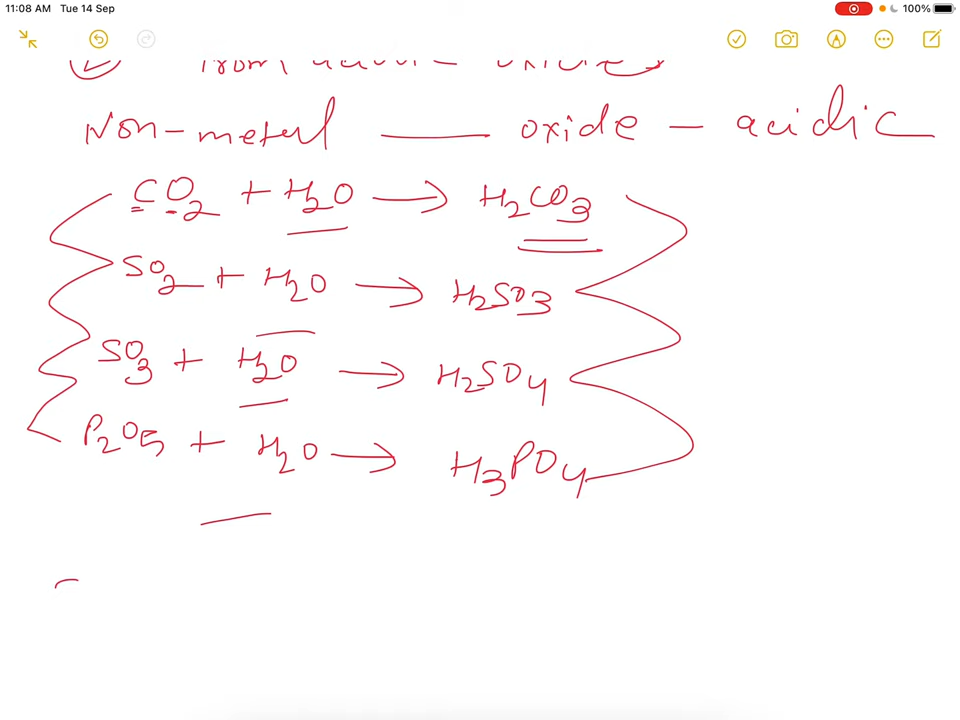 11:08 AM Tue 14 Sep 100%
Non-metal — oxide - acidic
CO2 + H2O → H2CO3
SO2 + H2O → H2SO3
SO3 + H2O → H2SO4
P2O5 + H2O → H3PO4